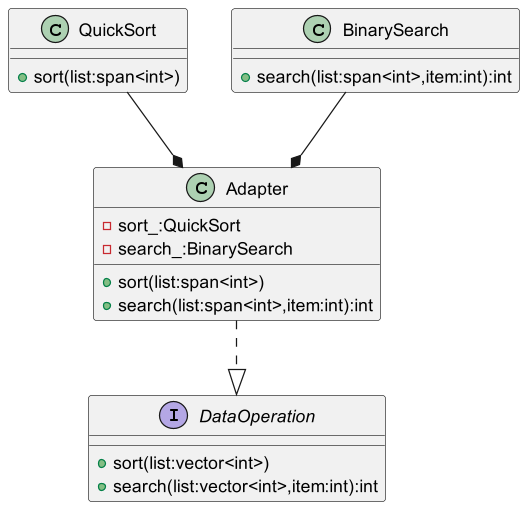 C QuickSort
sort(list:span<int>)
C BinarySearch
search(list:span<int>,item:int):int
C Adapter
sort_:QuickSort
search_:BinarySearch
sort(list:span<int>)
search(list:span<int>,item:int):int
I DataOperation
sort(list:vector<int>)
search(list:vector<int>,item:int):int